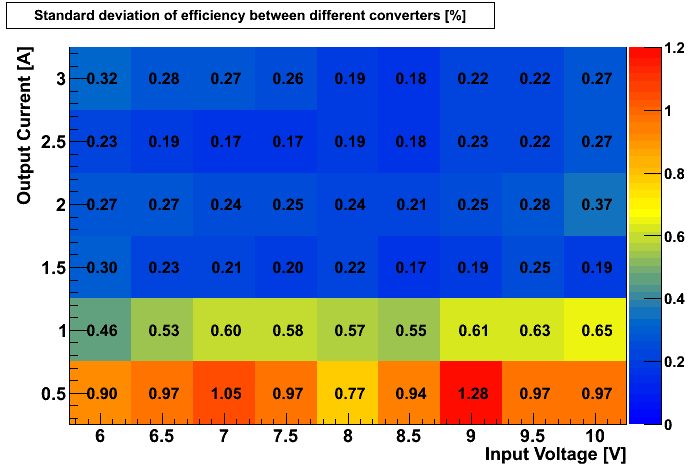 Standard deviation of efficiency between different converters [%]
Output Current [A]
3 0.32 0.28 0.27 0.26 0.19 0.18 0.22 0.22 0.27
2.5 0.23 0.19 0.17 0.17 0.19 0.18 0.23 0.22 0.27
2 0.27 0.27 0.24 0.25 0.24 0.21 0.25 0.28 0.37
1.5 0.30 0.23 0.21 0.20 0.22 0.17 0.19 0.25 0.19
1 0.46 0.53 0.60 0.58 0.57 0.55 0.61 0.63 0.65
0.5 0.90 0.97 1.05 0.97 0.77 0.94 1.28 0.97 0.97
6 6.5 7 7.5 8 8.5 9 9.5 10
Input Voltage [V]
1.2
1
0.8
0.6
0.4
0.2
0